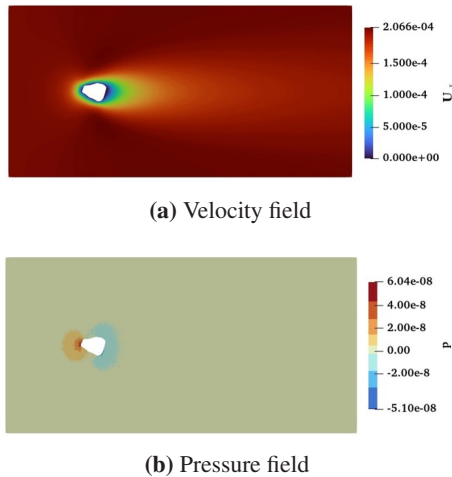 2.066e-04
1.500e-4
1.000e-4
5.000e-5
0.000e+00
U_x
(a) Velocity field
6.04e-08
4.00e-8
2.00e-8
0.00
-2.00e-8
-5.10e-08
p
(b) Pressure field